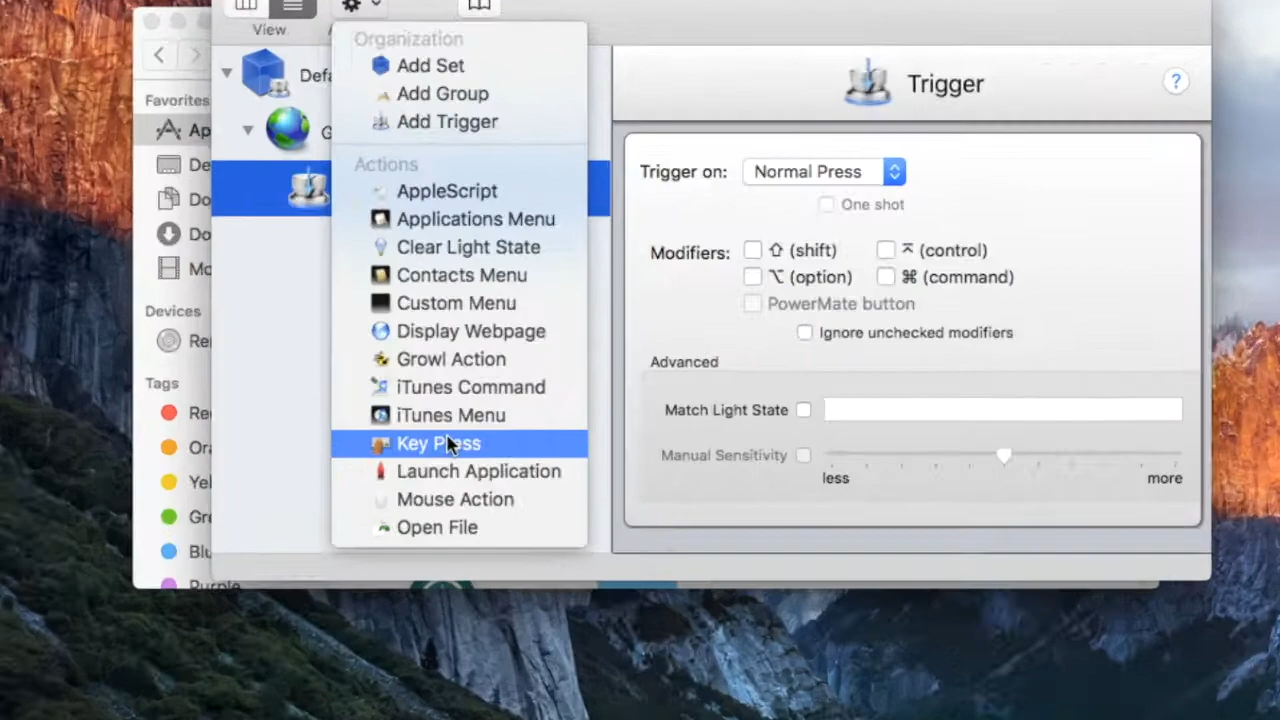 View
Organization
Add Set
Add Group
Add Trigger
Actions
AppleScript
Applications Menu
Clear Light State
Contacts Menu
Custom Menu
Display Webpage
Growl Action
iTunes Command
iTunes Menu
Key Press
Launch Application
Mouse Action
Open File
Favorites
Devices
Tags
Trigger
?
Trigger on: Normal Press
One shot
Modifiers: ⇧ (shift) ⌅ (control)
⌥ (option) ⌘ (command)
PowerMate button
Ignore unchecked modifiers
Advanced
Match Light State
Manual Sensitivity
less more